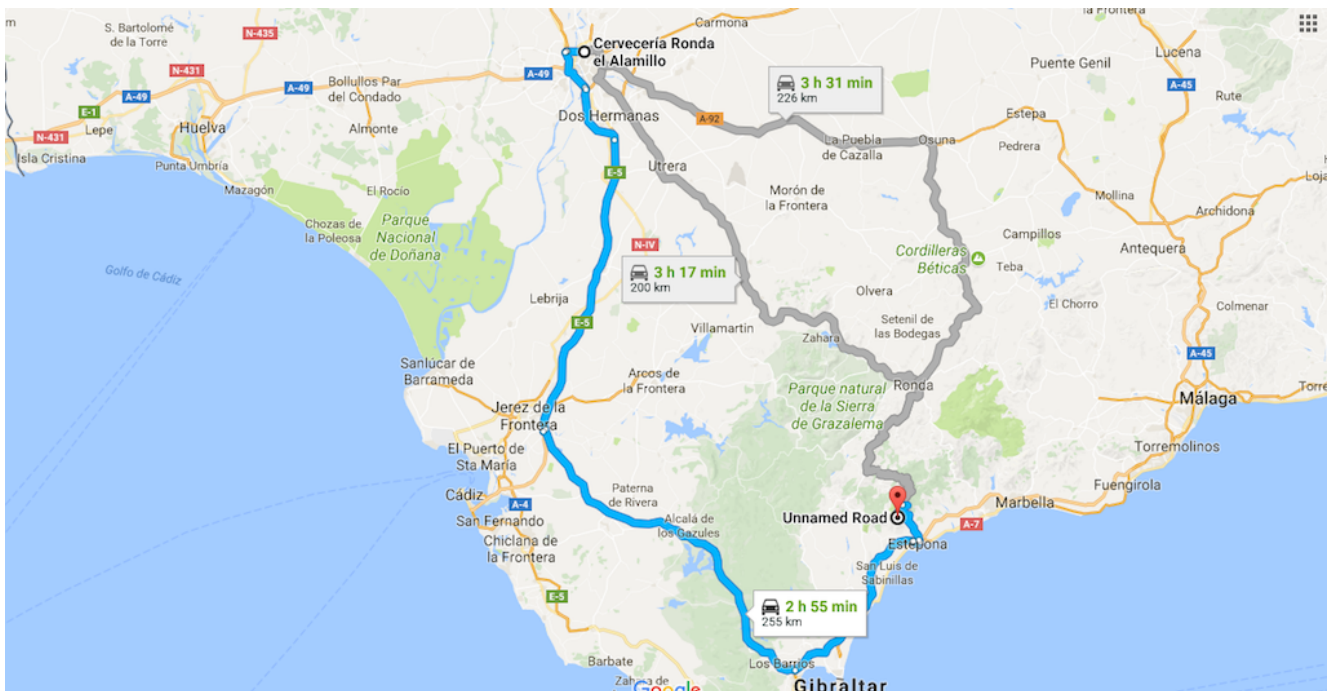 Carmona
la Frontera
S. Bartolomé
de la Torre
N-435
Cervecería Ronda
el Alamillo
Lucena
Puente Genil
A-45
N-431
A-49
A-49
A-49
Bollullos Par
del Condado
3 h 31 min
226 km
Rute
E-1
Lepe
Huelva
Almonte
Dos Hermanas
A-92
Estepa
N-431
Isla Cristina
Punta Umbría
La Puebla
de Cazalla
Osuna
Pedrera
Utrera
E-5
Mazagón
El Rocío
Morón de
la Frontera
Mollina
Loja
Archidona
Chozas de
la Poleosa
Parque
Nacional
de Doñana
N-IV
Cordilleras
Béticas
Campillos
Teba
Antequera
Golfo de Cádiz
3 h 17 min
200 km
Lebrija
Olvera
El Chorro
Colmenar
E-5
Villamartin
Zahara
Setenil de
las Bodegas
Sanlúcar de
Barrameda
A-45
Arcos de
la Frontera
Parque natural
de la Sierra
de Grazalema
Ronda
Málaga
Torre
Jerez de la
Frontera
Torremolinos
El Puerto de
Sta María
Fuengirola
Cádiz
A-4
Paterna
de Rivera
Marbella
San Fernando
Alcalá de
los Gazules
Unnamed Road
A-7
Chiclana de
la Frontera
Estepona
San Luis de
Sabinillas
E-5
2 h 55 min
255 km
Barbate
Los Barrios
Zahara de
Google
Gibraltar